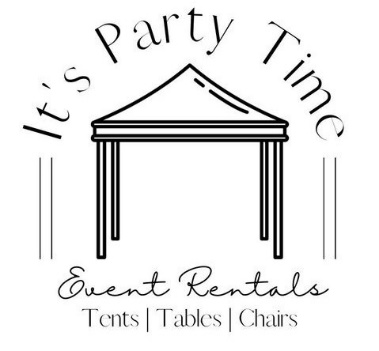 It's Party Time
Event Rentals
Tents | Tables | Chairs